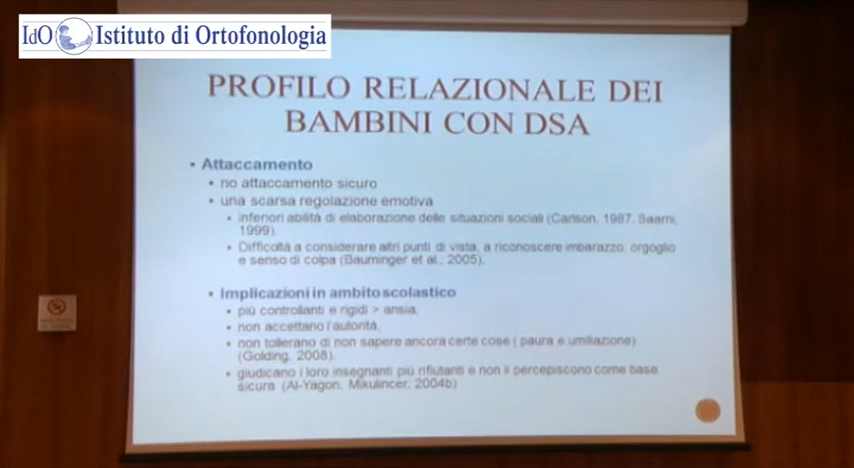 IdO Istituto di Ortofonologia
PROFILO RELAZIONALE DEI
BAMBINI CON DSA
• Attaccamento
• no attaccamento sicuro
• una scarsa regolazione emotiva
• inferiori abilità di elaborazione delle situazioni sociali (Carlson, 1987, Saarni,
1999).
• Difficoltà a considerare altri punti di vista, a riconoscere imbarazzo, orgoglio
e senso di colpa (Bauminger et al., 2005),
• Implicazioni in ambito scolastico
• più controllanti e rigidi > ansia,
• non accettano l'autorità,
• non tollerano di non sapere ancora certe cose ( paura e umiliazione)
(Golding, 2008).
• giudicano i loro insegnanti più rifiutanti e non li percepiscono come base
sicura (Al-Yagon, Mikulincer, 2004b)